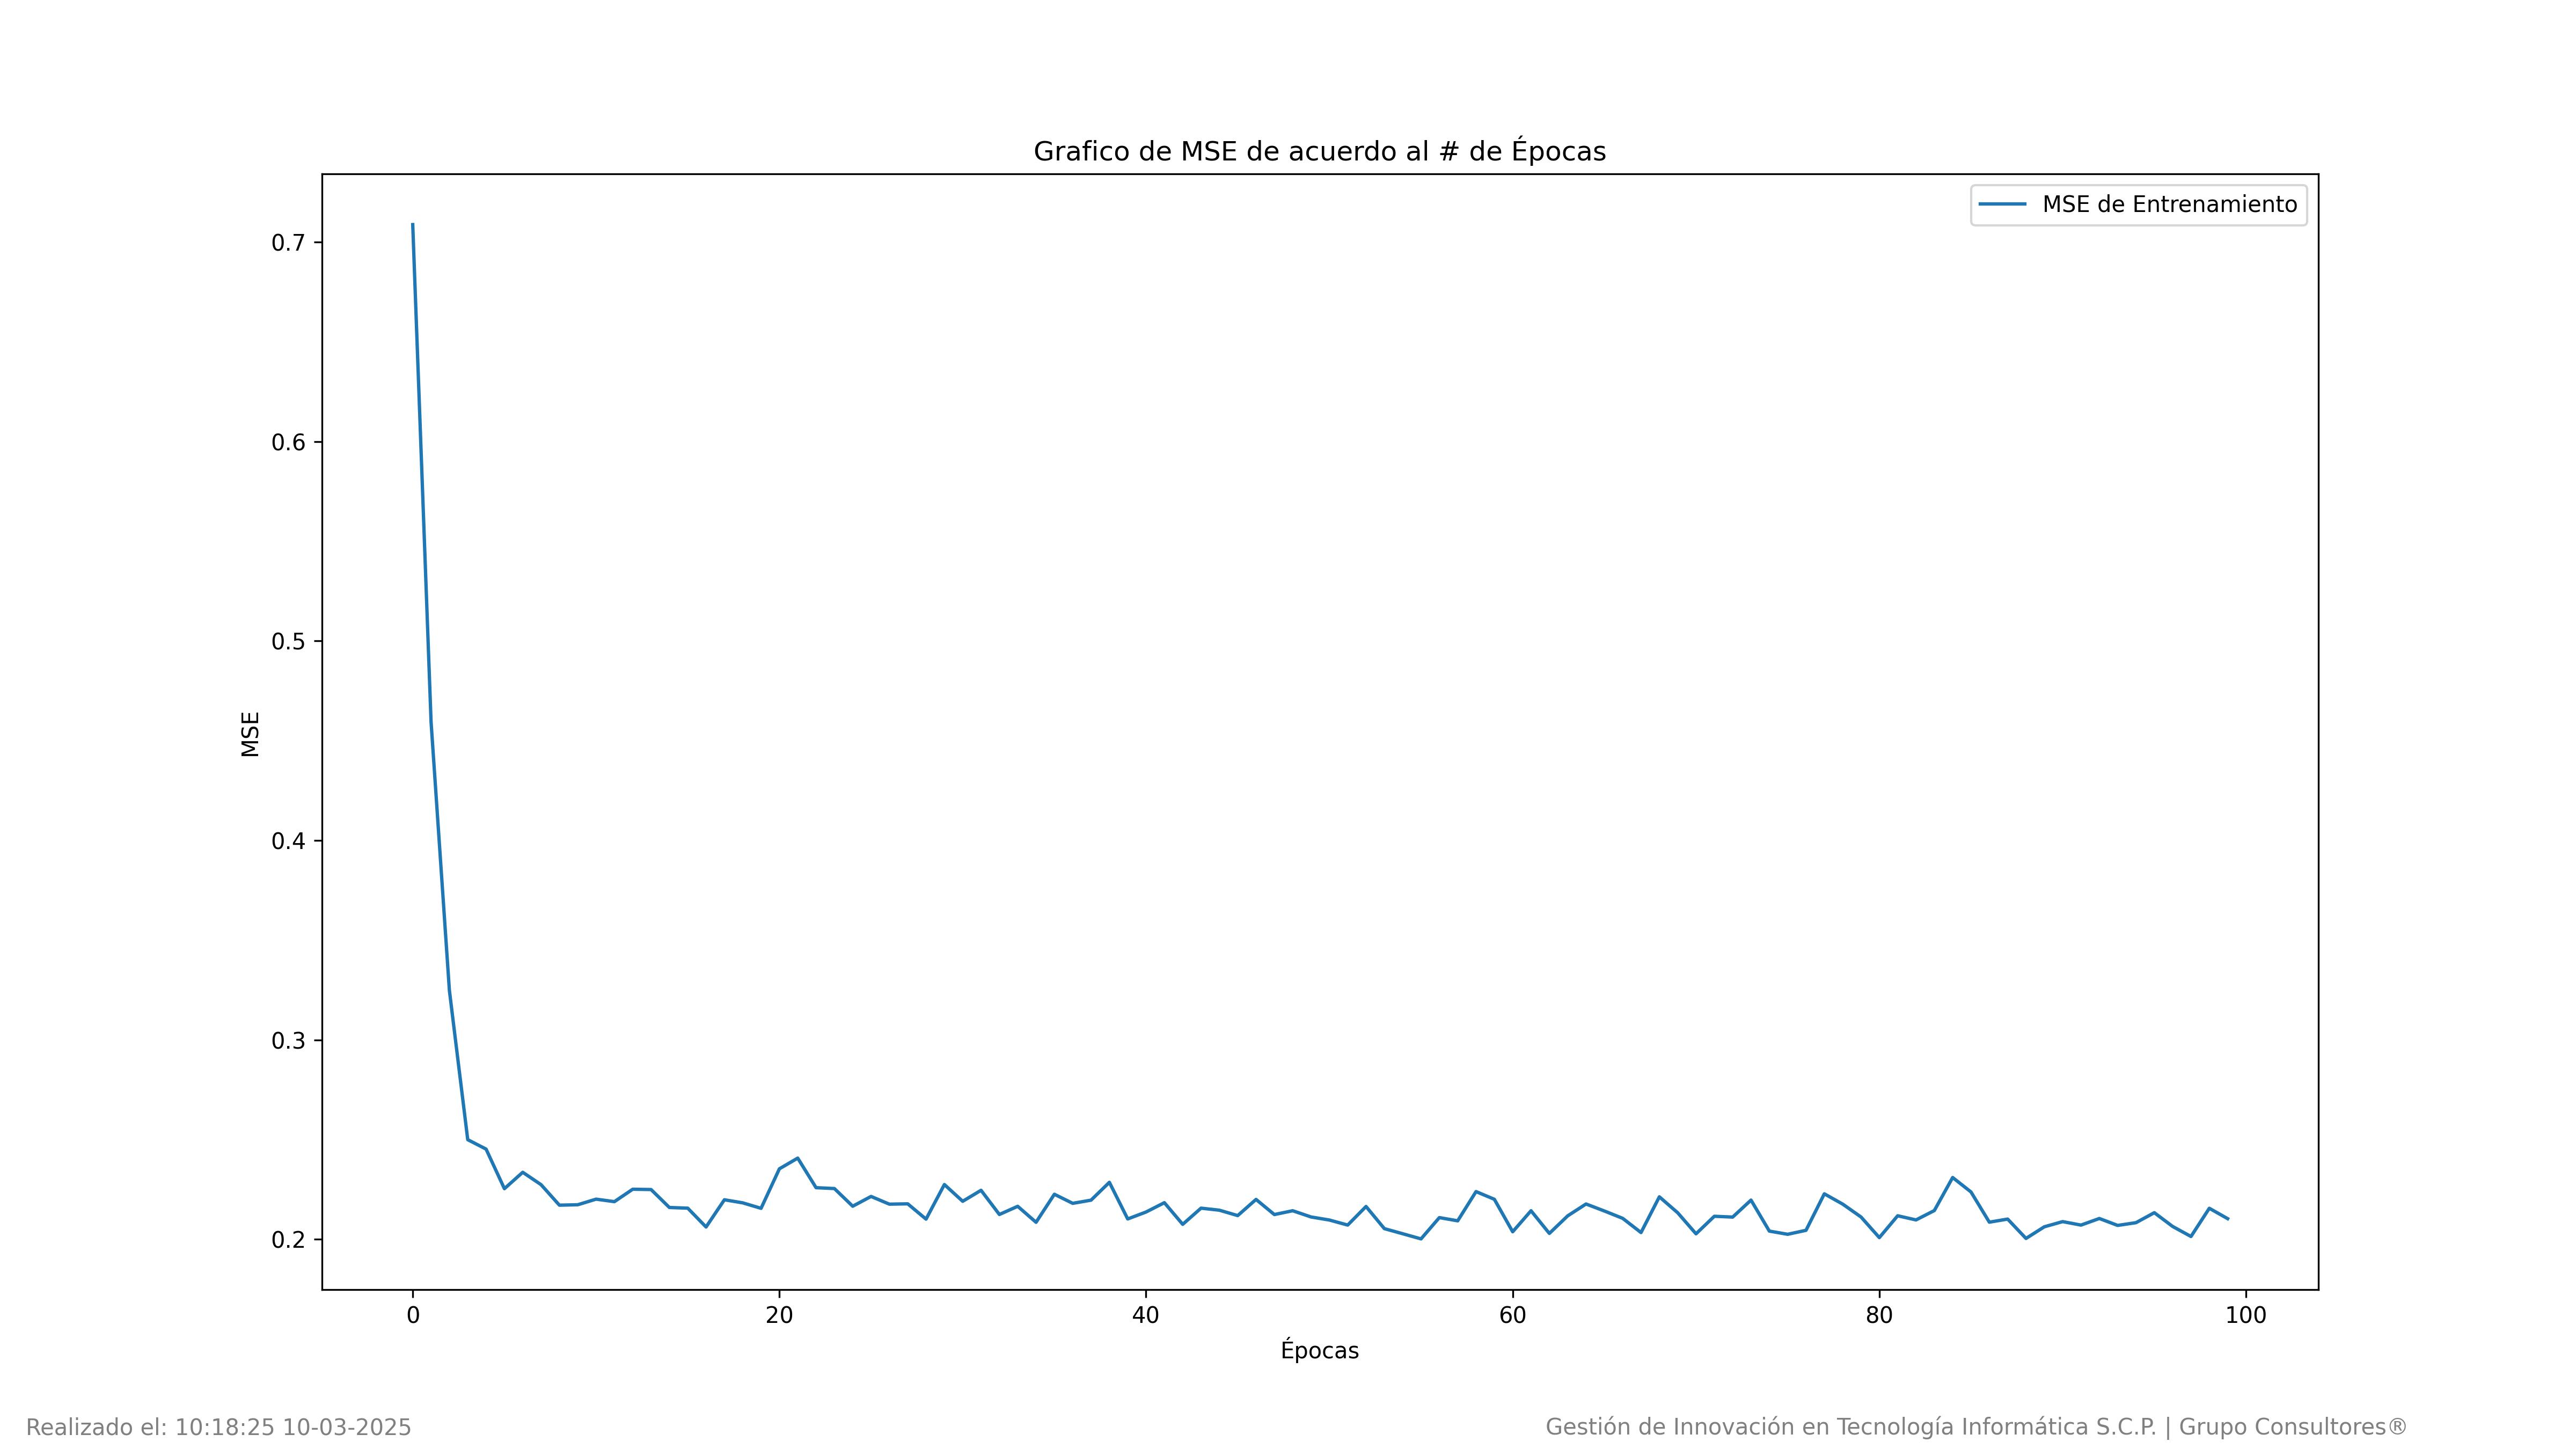 Grafico de MSE de acuerdo al # de Épocas
MSE de Entrenamiento
0.7
0.6
0.5
0.4
0.3
0.2
MSE
0 20 40 60 80 100
Épocas
Realizado el: 10:18:25 10-03-2025
Gestión de Innovación en Tecnología Informática S.C.P. | Grupo Consultores®